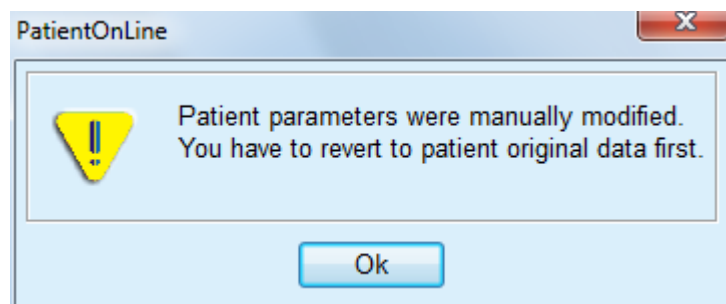 PatientOnLine
Patient parameters were manually modified.
You have to revert to patient original data first.
Ok